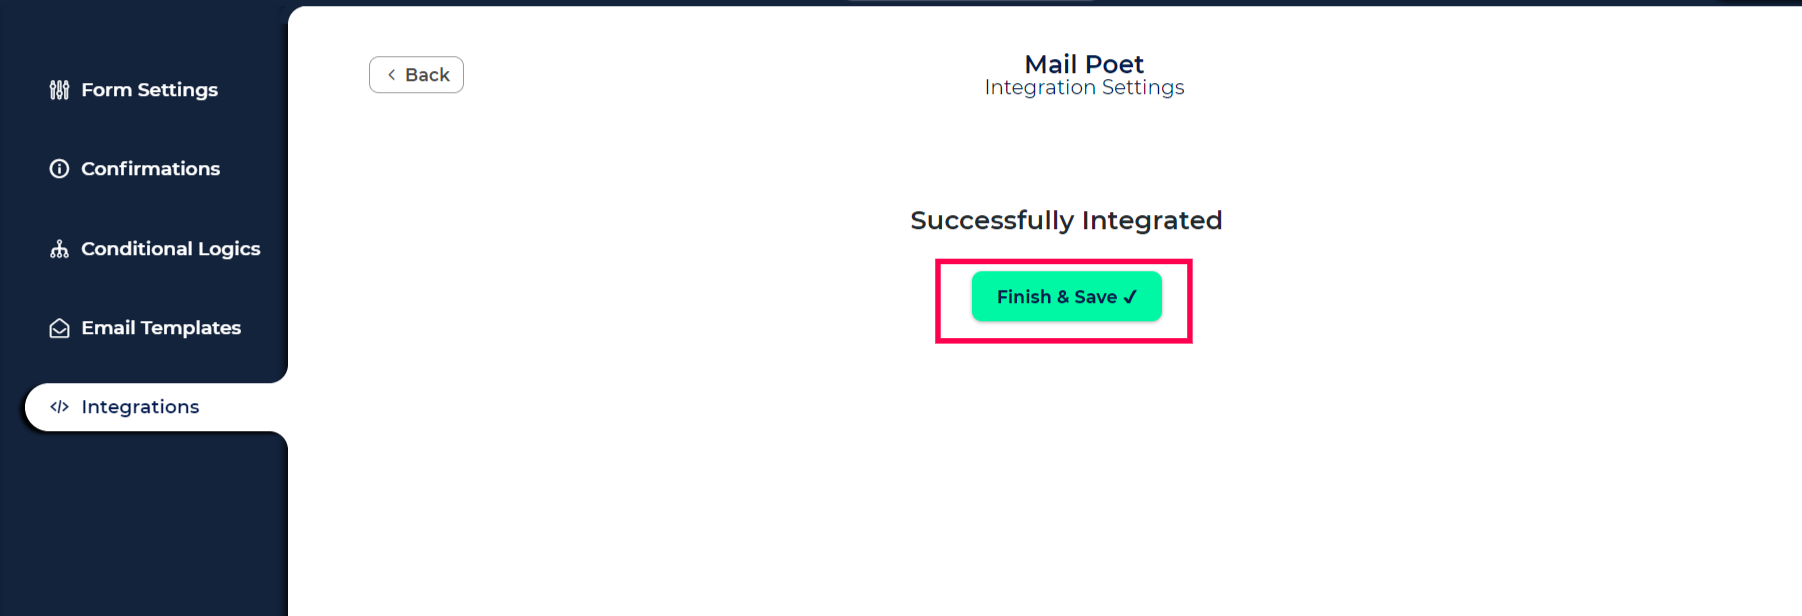 Form Settings
Confirmations
Conditional Logics
Email Templates
Integrations
Back
Mail Poet
Integration Settings
Successfully Integrated
Finish & Save ✓